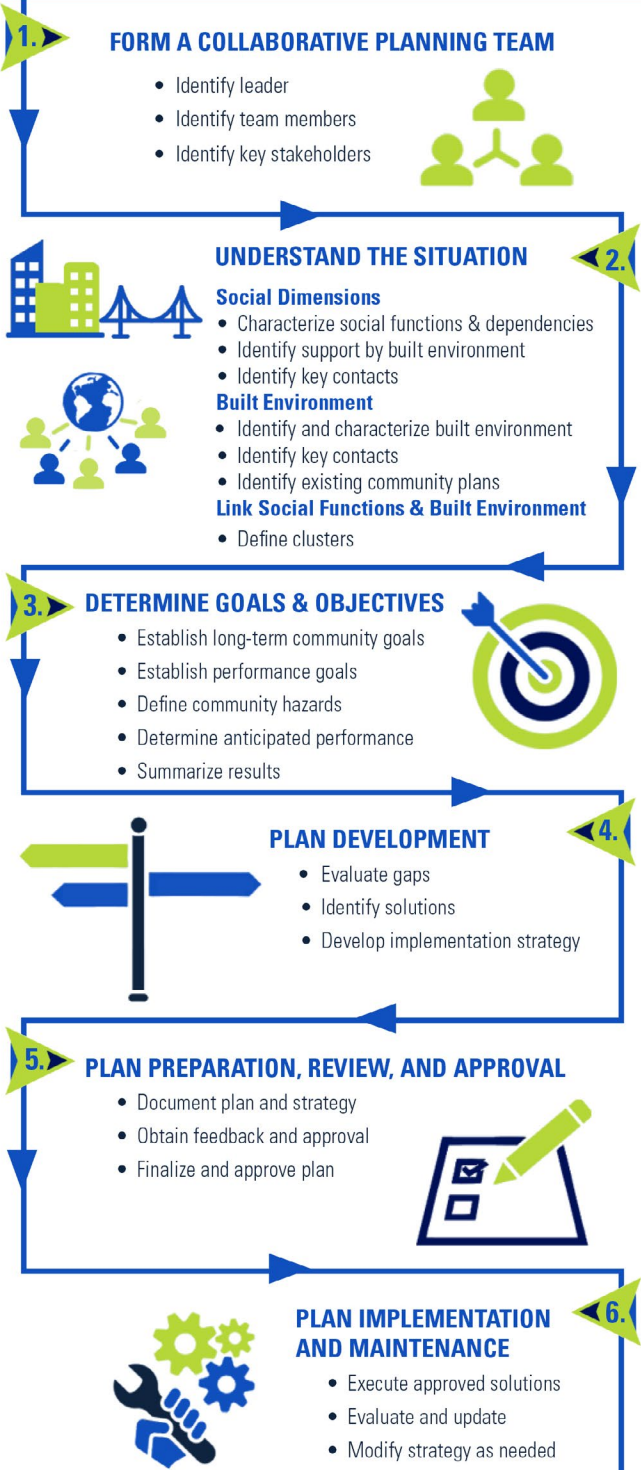 1.
FORM A COLLABORATIVE PLANNING TEAM
• Identify leader
• Identify team members
• Identify key stakeholders
UNDERSTAND THE SITUATION
2.
Social Dimensions
• Characterize social functions & dependencies
• Identify support by built environment
• Identify key contacts
Built Environment
• Identify and characterize built environment
• Identify key contacts
• Identify existing community plans
Link Social Functions & Built Environment
• Define clusters
3.
DETERMINE GOALS & OBJECTIVES
• Establish long-term community goals
• Establish performance goals
• Define community hazards
• Determine anticipated performance
• Summarize results
4.
PLAN DEVELOPMENT
• Evaluate gaps
• Identify solutions
• Develop implementation strategy
5.
PLAN PREPARATION, REVIEW, AND APPROVAL
• Document plan and strategy
• Obtain feedback and approval
• Finalize and approve plan
6.
PLAN IMPLEMENTATION
AND MAINTENANCE
• Execute approved solutions
• Evaluate and update
• Modify strategy as needed